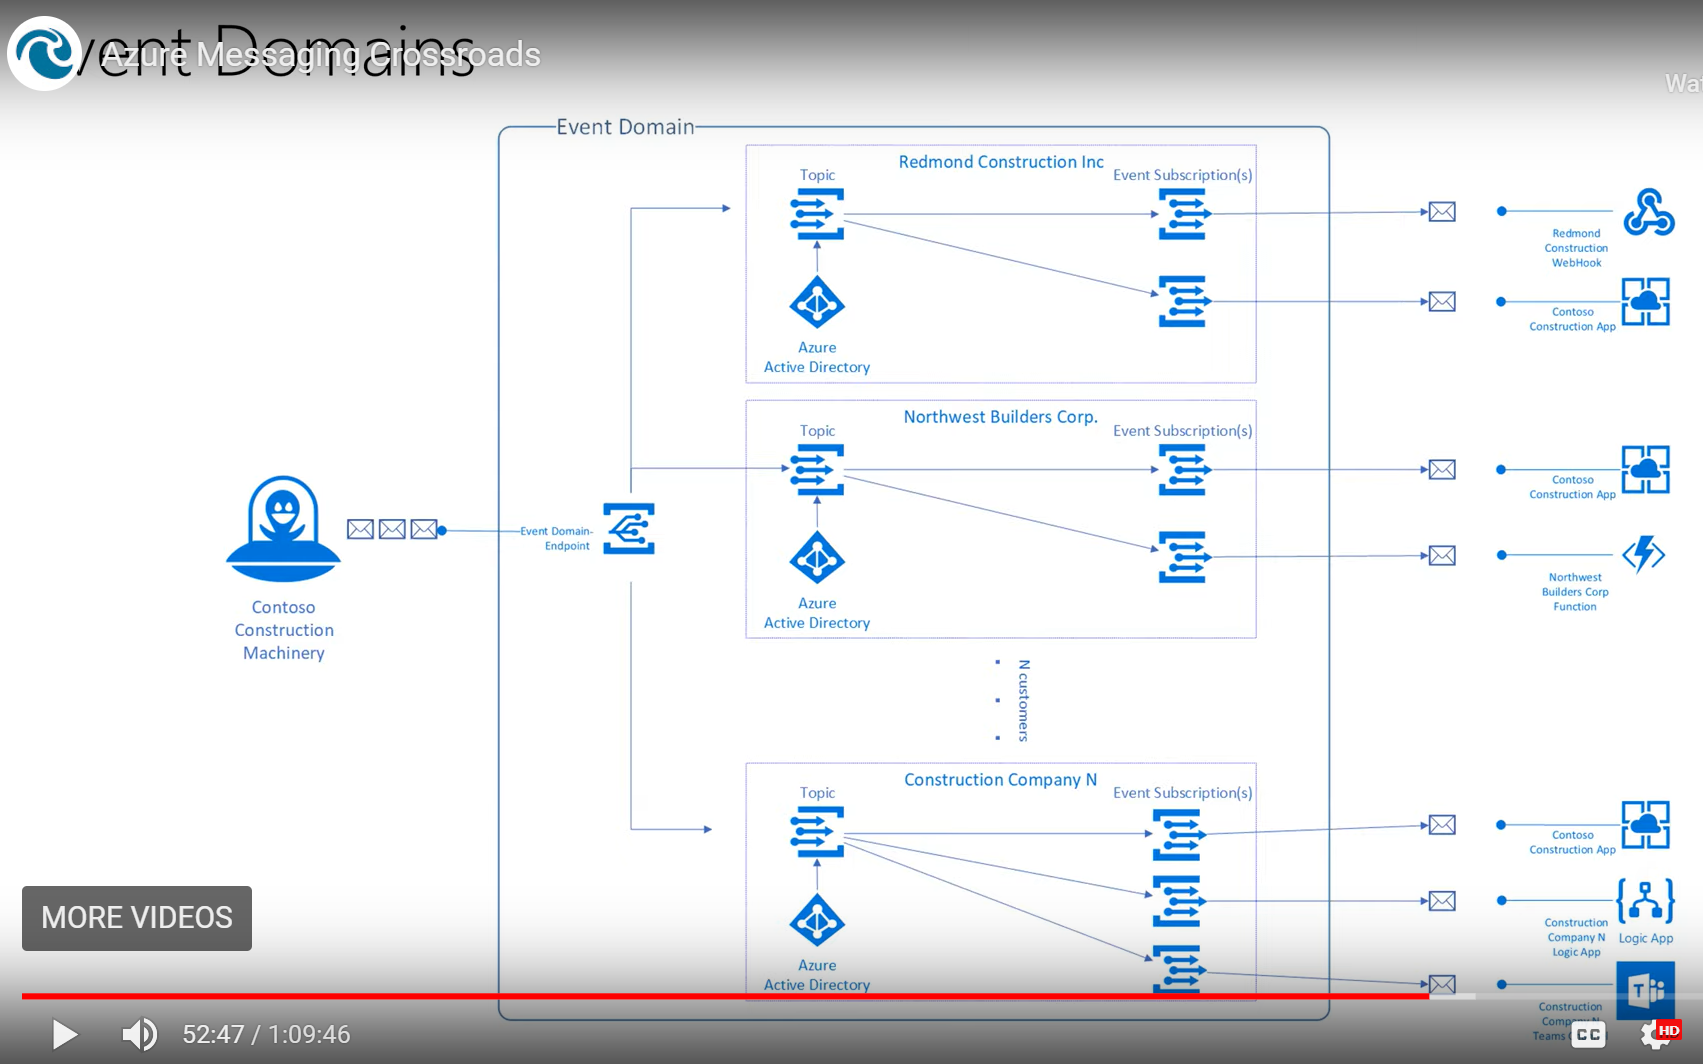 Event Domains
Azure Messaging Crossroads
Event Domain
Redmond Construction Inc
Topic
Event Subscription(s)
Azure
Active Directory
Redmond
Construction
WebHook
Contoso
Construction App
Northwest Builders Corp.
Topic
Event Subscription(s)
Azure
Active Directory
Contoso
Construction App
Northwest
Builders Corp
Function
Contoso
Construction
Machinery
Event Domain-
Endpoint
N customers
Construction Company N
Topic
Event Subscription(s)
Azure
Active Directory
Contoso
Construction App
Construction
Company N
Logic App
Logic App
T
Construction
Teams
MORE VIDEOS
52:47 / 1:09:46
CC
HD